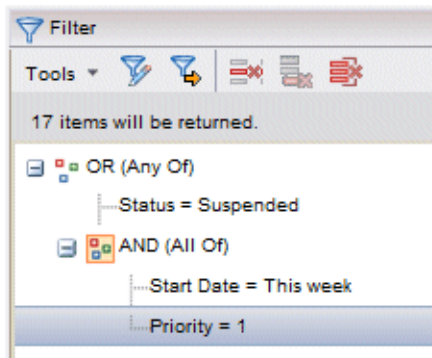 Filter
Tools
17 items will be returned.
OR (Any Of)
Status = Suspended
AND (All Of)
Start Date = This week
Priority = 1